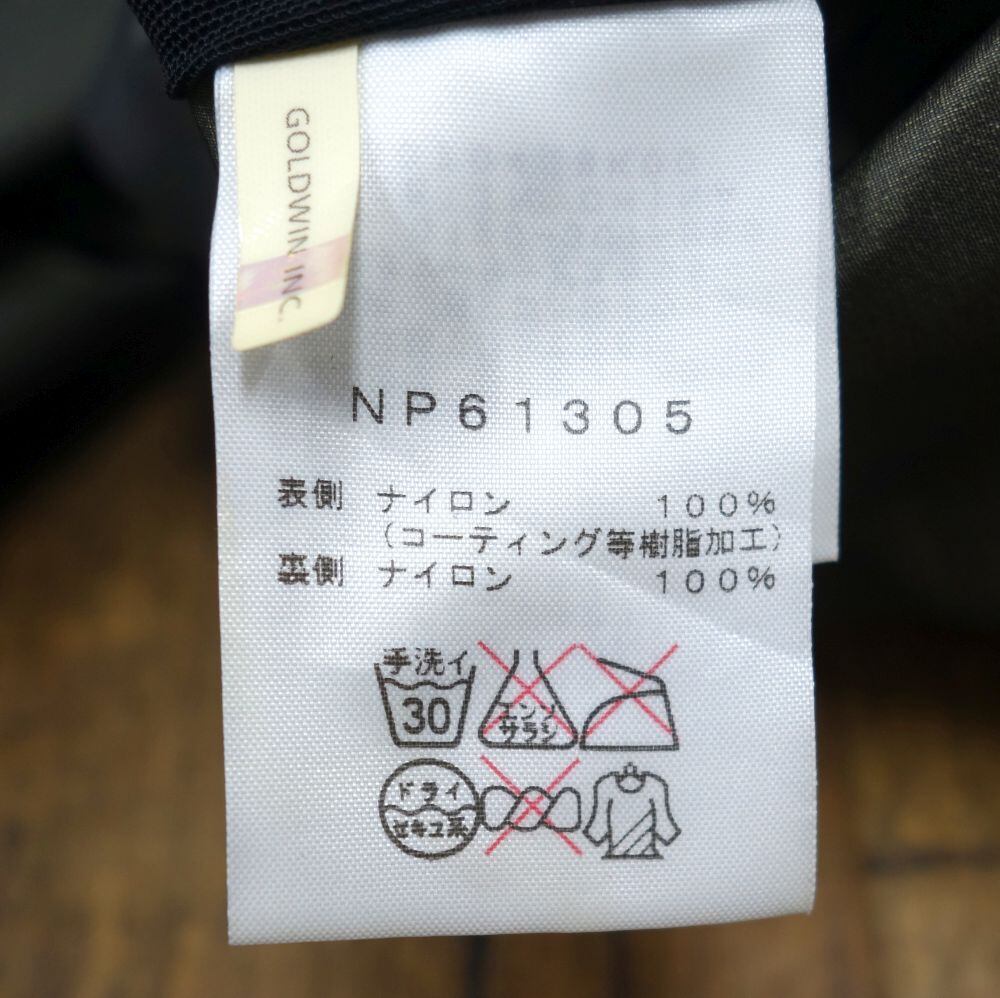 GOLDWIN INC.
NP61305
表側 ナイロン 100%
(コーティング等樹脂加工)
裏側 ナイロン 100%
手洗イ
30
エンソ
サラシ
ドライ
セキユ系